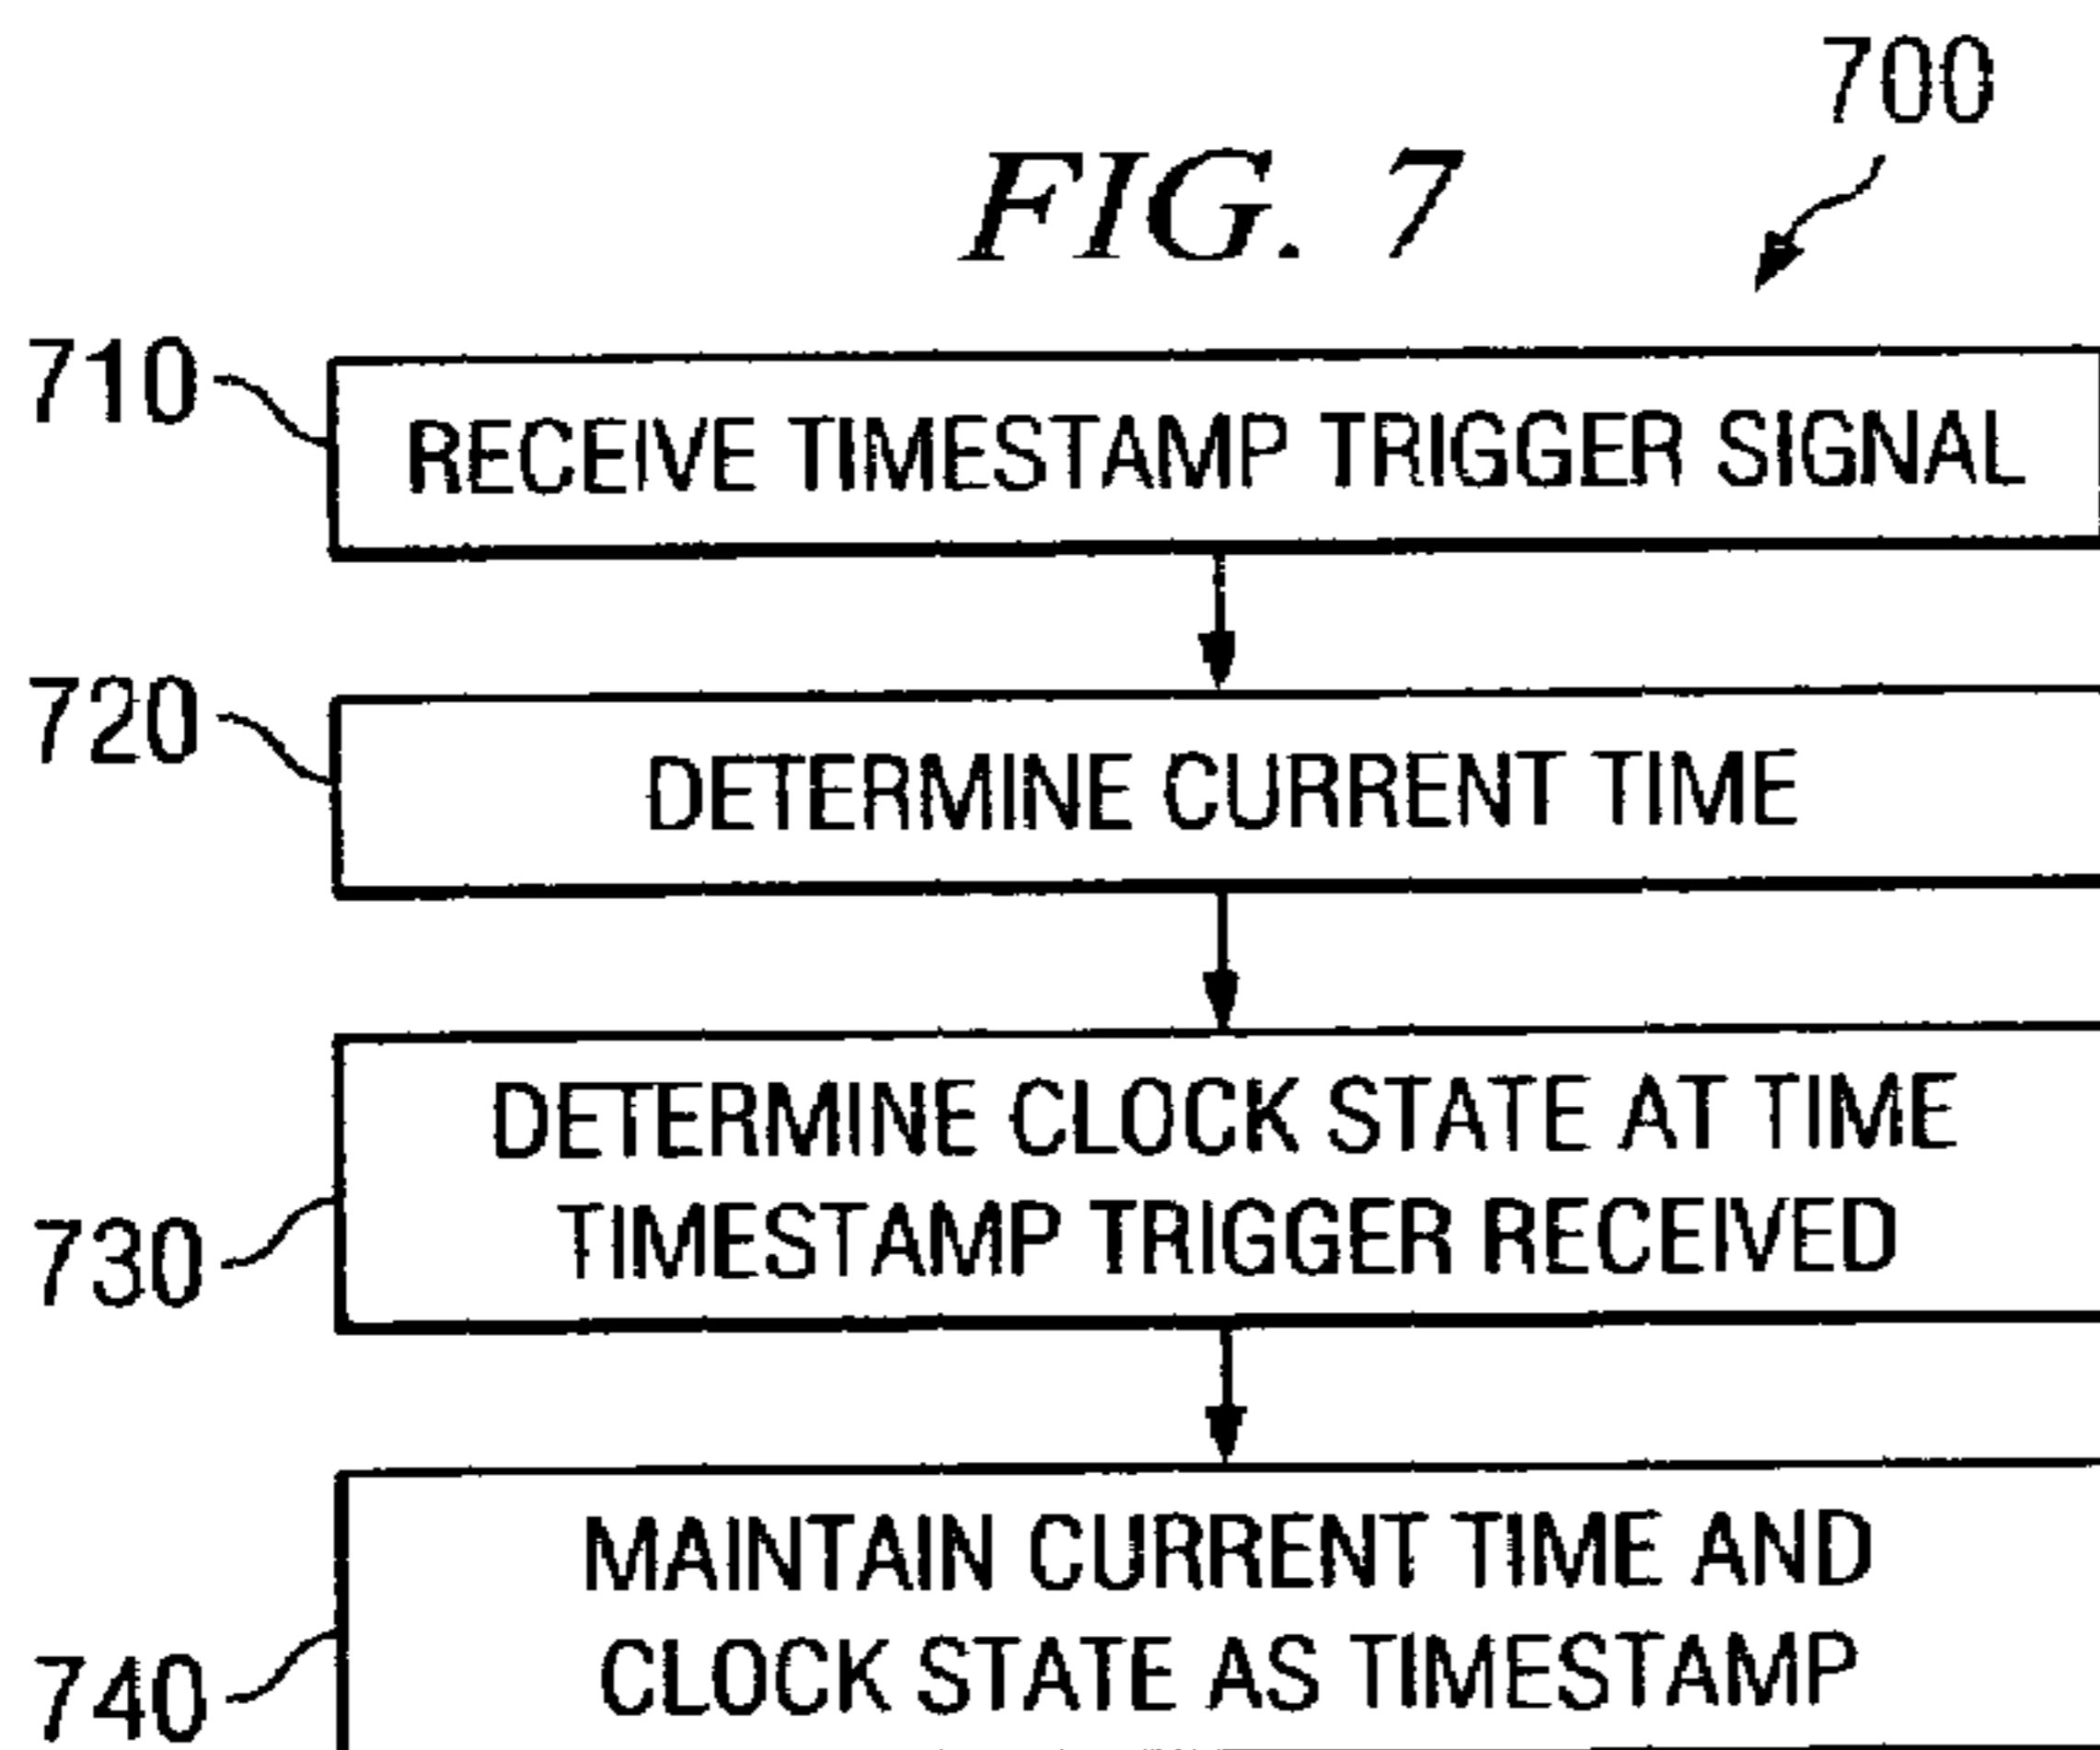 700
FIG. 7
710
RECEIVE TIMESTAMP TRIGGER SIGNAL
720
DETERMINE CURRENT TIME
DETERMINE CLOCK STATE AT TIME
TIMESTAMP TRIGGER RECEIVED
730
MAINTAIN CURRENT TIME AND
CLOCK STATE AS TIMESTAMP
740